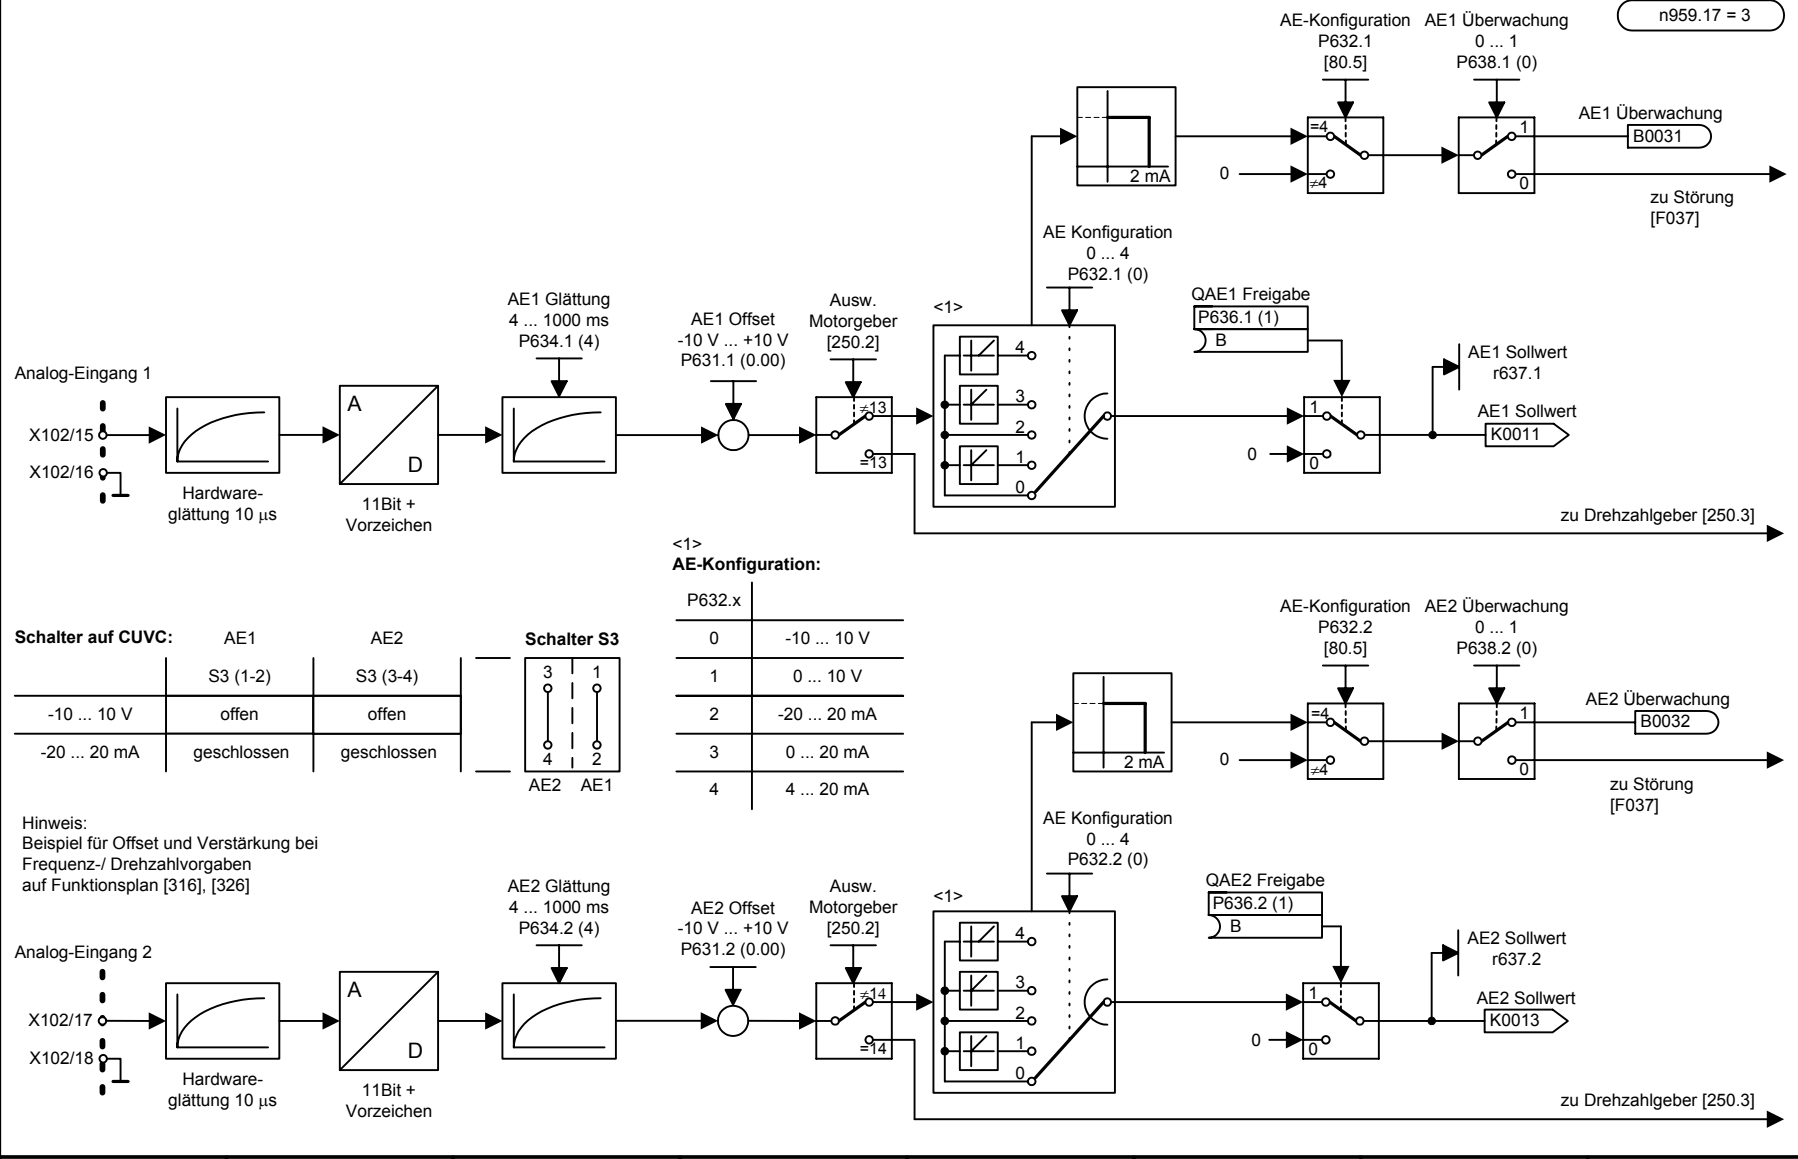 n959.17 = 3
AE-Konfiguration
P632.1
[80.5]
AE1 Überwachung
0 ... 1
P638.1 (0)
2 mA
=4
≠4
0
1
0
AE1 Überwachung
B0031
zu Störung
[F037]
AE Konfiguration
0 ... 4
P632.1 (0)
AE1 Glättung
4 ... 1000 ms
P634.1 (4)
AE1 Offset
-10 V ... +10 V
P631.1 (0.00)
Ausw.
Motorgeber
[250.2]
<1>
QAE1 Freigabe
P636.1 (1)
B
AE1 Sollwert
r637.1
AE1 Sollwert
K0011
Analog-Eingang 1
X102/15
X102/16
Hardware-
glättung 10 µs
A
D
11Bit +
Vorzeichen
≠13
=13
4
3
2
1
0
1
0
0
zu Drehzahlgeber [250.3]
<1>
AE-Konfiguration:
P632.x
0 -10 ... 10 V
1 0 ... 10 V
2 -20 ... 20 mA
3 0 ... 20 mA
4 4 ... 20 mA
Schalter auf CUVC: AE1 AE2
S3 (1-2) S3 (3-4)
-10 ... 10 V offen offen
-20 ... 20 mA geschlossen geschlossen
Schalter S3
3 1
4 2
AE2 AE1
Hinweis:
Beispiel für Offset und Verstärkung bei
Frequenz-/ Drehzahlvorgaben
auf Funktionsplan [316], [326]
AE-Konfiguration
P632.2
[80.5]
AE2 Überwachung
0 ... 1
P638.2 (0)
2 mA
=4
≠4
0
1
0
AE2 Überwachung
B0032
zu Störung
[F037]
AE Konfiguration
0 ... 4
P632.2 (0)
AE2 Glättung
4 ... 1000 ms
P634.2 (4)
AE2 Offset
-10 V ... +10 V
P631.2 (0.00)
Ausw.
Motorgeber
[250.2]
<1>
QAE2 Freigabe
P636.2 (1)
B
AE2 Sollwert
r637.2
AE2 Sollwert
K0013
Analog-Eingang 2
X102/17
X102/18
Hardware-
glättung 10 µs
A
D
11Bit +
Vorzeichen
≠14
=14
4
3
2
1
0
1
0
0
zu Drehzahlgeber [250.3]